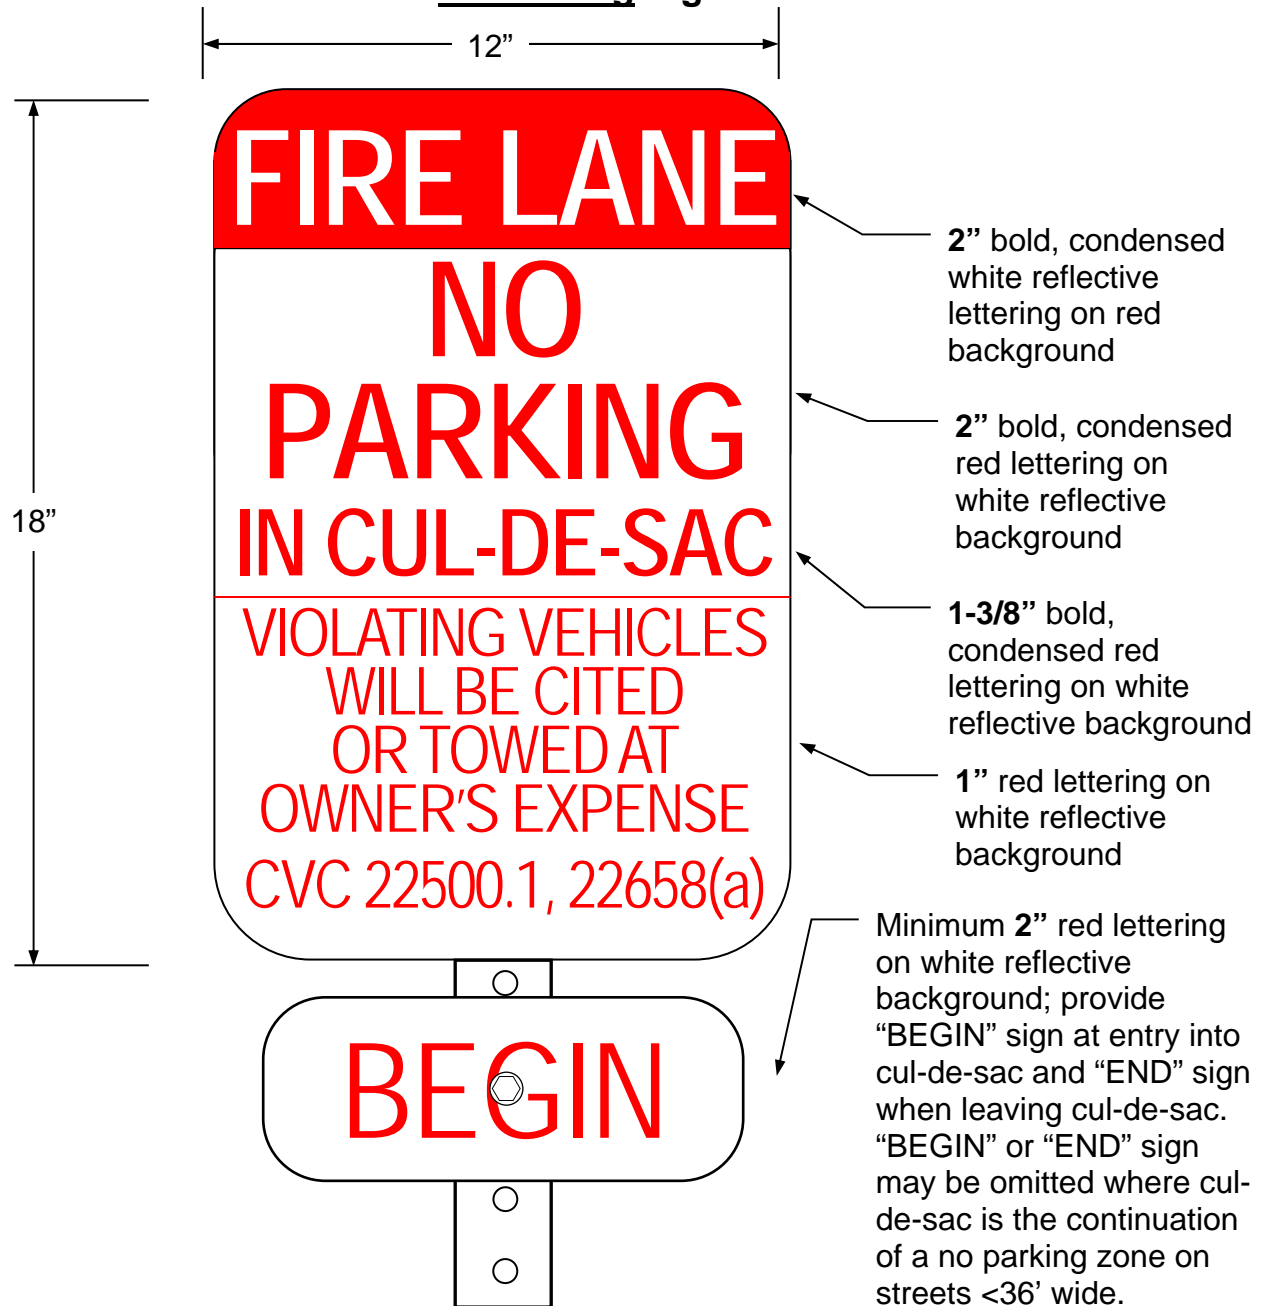 12”
FIRE LANE
NO
PARKING
IN CUL-DE-SAC
VIOLATING VEHICLES
WILL BE CITED
OR TOWED AT
OWNER'S EXPENSE
CVC 22500.1, 22658(a)
BEGIN
18”
2” bold, condensed
white reflective
lettering on red
background
2” bold, condensed
red lettering on
white reflective
background
1-3/8” bold,
condensed red
lettering on white
reflective background
1” red lettering on
white reflective
background
Minimum 2” red lettering
on white reflective
background; provide
“BEGIN” sign at entry into
cul-de-sac and “END” sign
when leaving cul-de-sac.
“BEGIN” or “END” sign
may be omitted where cul-
de-sac is the continuation
of a no parking zone on
streets <36’ wide.